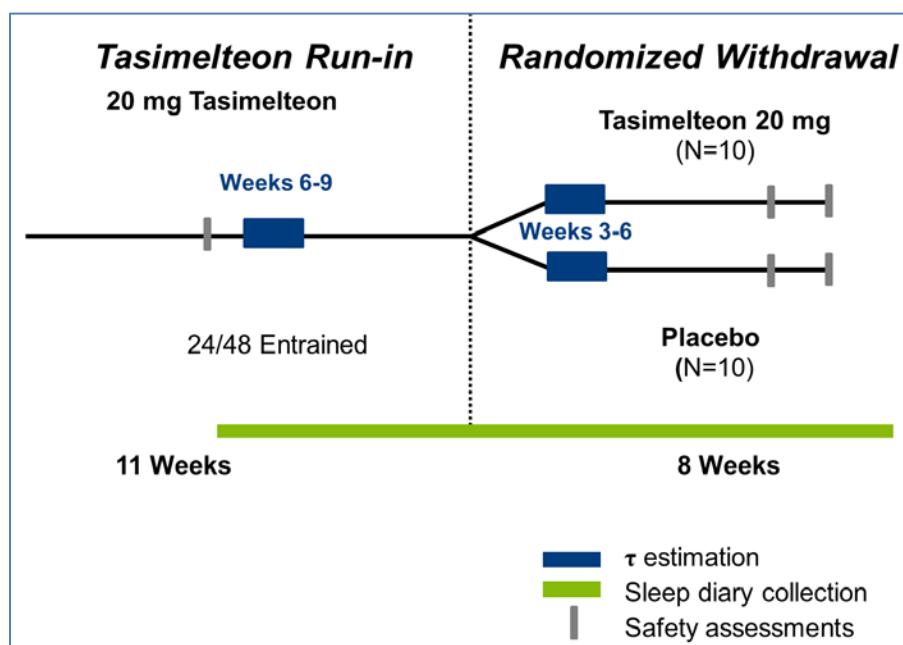 Tasimelteon Run-in
20 mg Tasimelteon
Weeks 6-9
24/48 Entrained
11 Weeks
Randomized Withdrawal
Tasimelteon 20 mg
(N=10)
Weeks 3-6
Placebo
(N=10)
8 Weeks
τ estimation
Sleep diary collection
Safety assessments